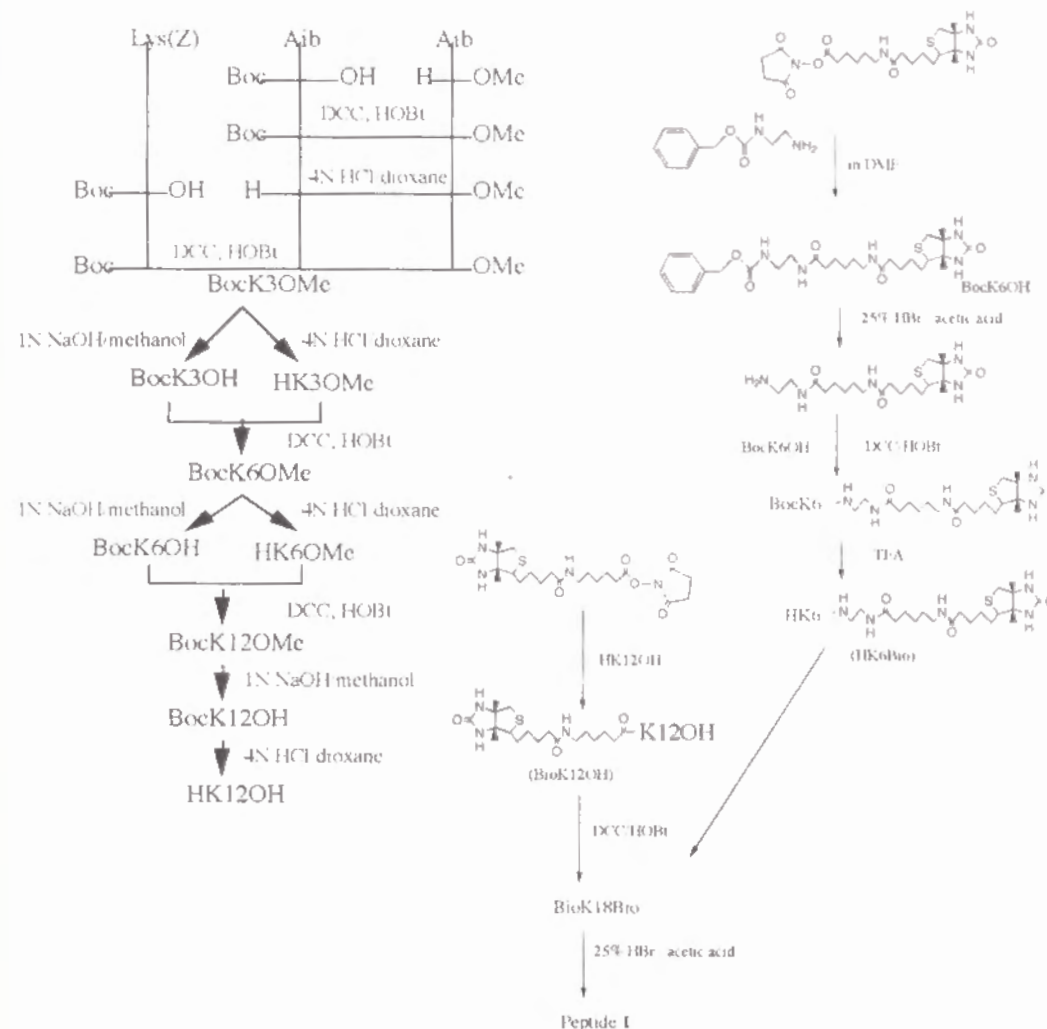 Lys(Z) Aib Aib
Boc OH H OMe
DCC, HOBt
Boc OMe
4N HCl dioxane
Boc OH H OMe
DCC, HOBt
Boc OMe
BocK3OMe
1N NaOH/methanol 4N HCl dioxane
BocK3OH HK3OMe
DCC, HOBt
BocK6OMe
1N NaOH/methanol 4N HCl dioxane
BocK6OH HK6OMe
DCC, HOBt
BocK12OMe
1N NaOH/methanol
BocK12OH
4N HCl dioxane
HK12OH
in DMF
BocK6OH
25% HBr acetic acid
BocK6OH DCC/HOBt
BocK6
TFA
HK6
(HK6Bio)
HK12OH
K12OH
(BioK12OH)
DCC/HOBt
BioK18Bio
25% HBr acetic acid
Peptide I